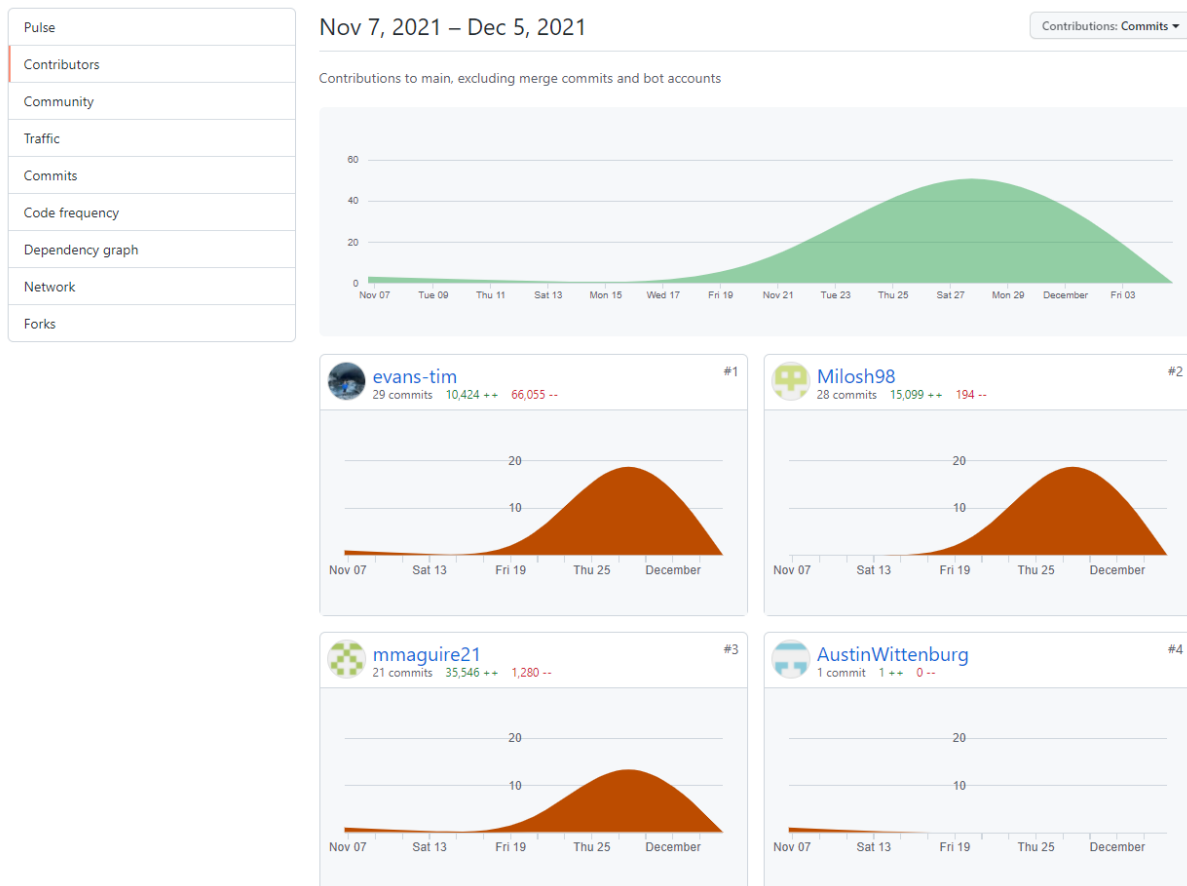 Pulse
Contributors
Community
Traffic
Commits
Code frequency
Dependency graph
Network
Forks
Nov 7, 2021 – Dec 5, 2021
Contributions: Commits
Contributions to main, excluding merge commits and bot accounts
60
40
20
0
Nov 07 Tue 09 Thu 11 Sat 13 Mon 15 Wed 17 Fri 19 Nov 21 Tue 23 Thu 25 Sat 27 Mon 29 December Fri 03
evans-tim #1
29 commits 10,424 ++ 66,055 --
20
10
Nov 07 Sat 13 Fri 19 Thu 25 December
Milosh98 #2
28 commits 15,099 ++ 194 --
20
10
Nov 07 Sat 13 Fri 19 Thu 25 December
mmaguire21 #3
21 commits 35,546 ++ 1,280 --
20
10
Nov 07 Sat 13 Fri 19 Thu 25 December
AustinWittenburg #4
1 commit 1 ++ 0 --
20
10
Nov 07 Sat 13 Fri 19 Thu 25 December